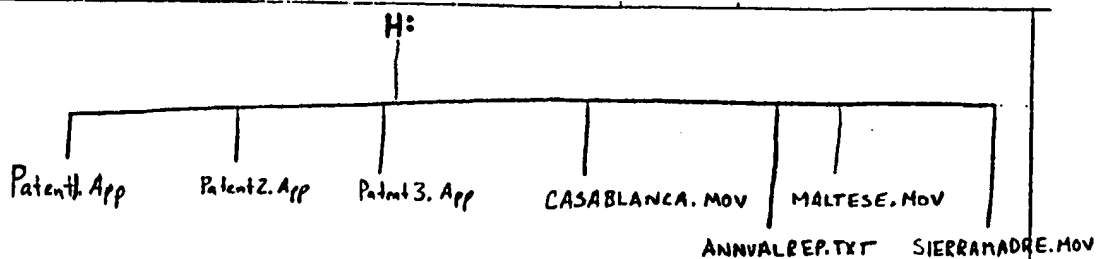 H:
Patent1.App Patent2.App Patent3.App CASABLANCA.MOV MALTESE.MOV
ANNUALREP.TXT SIERRAMADRE.MOV